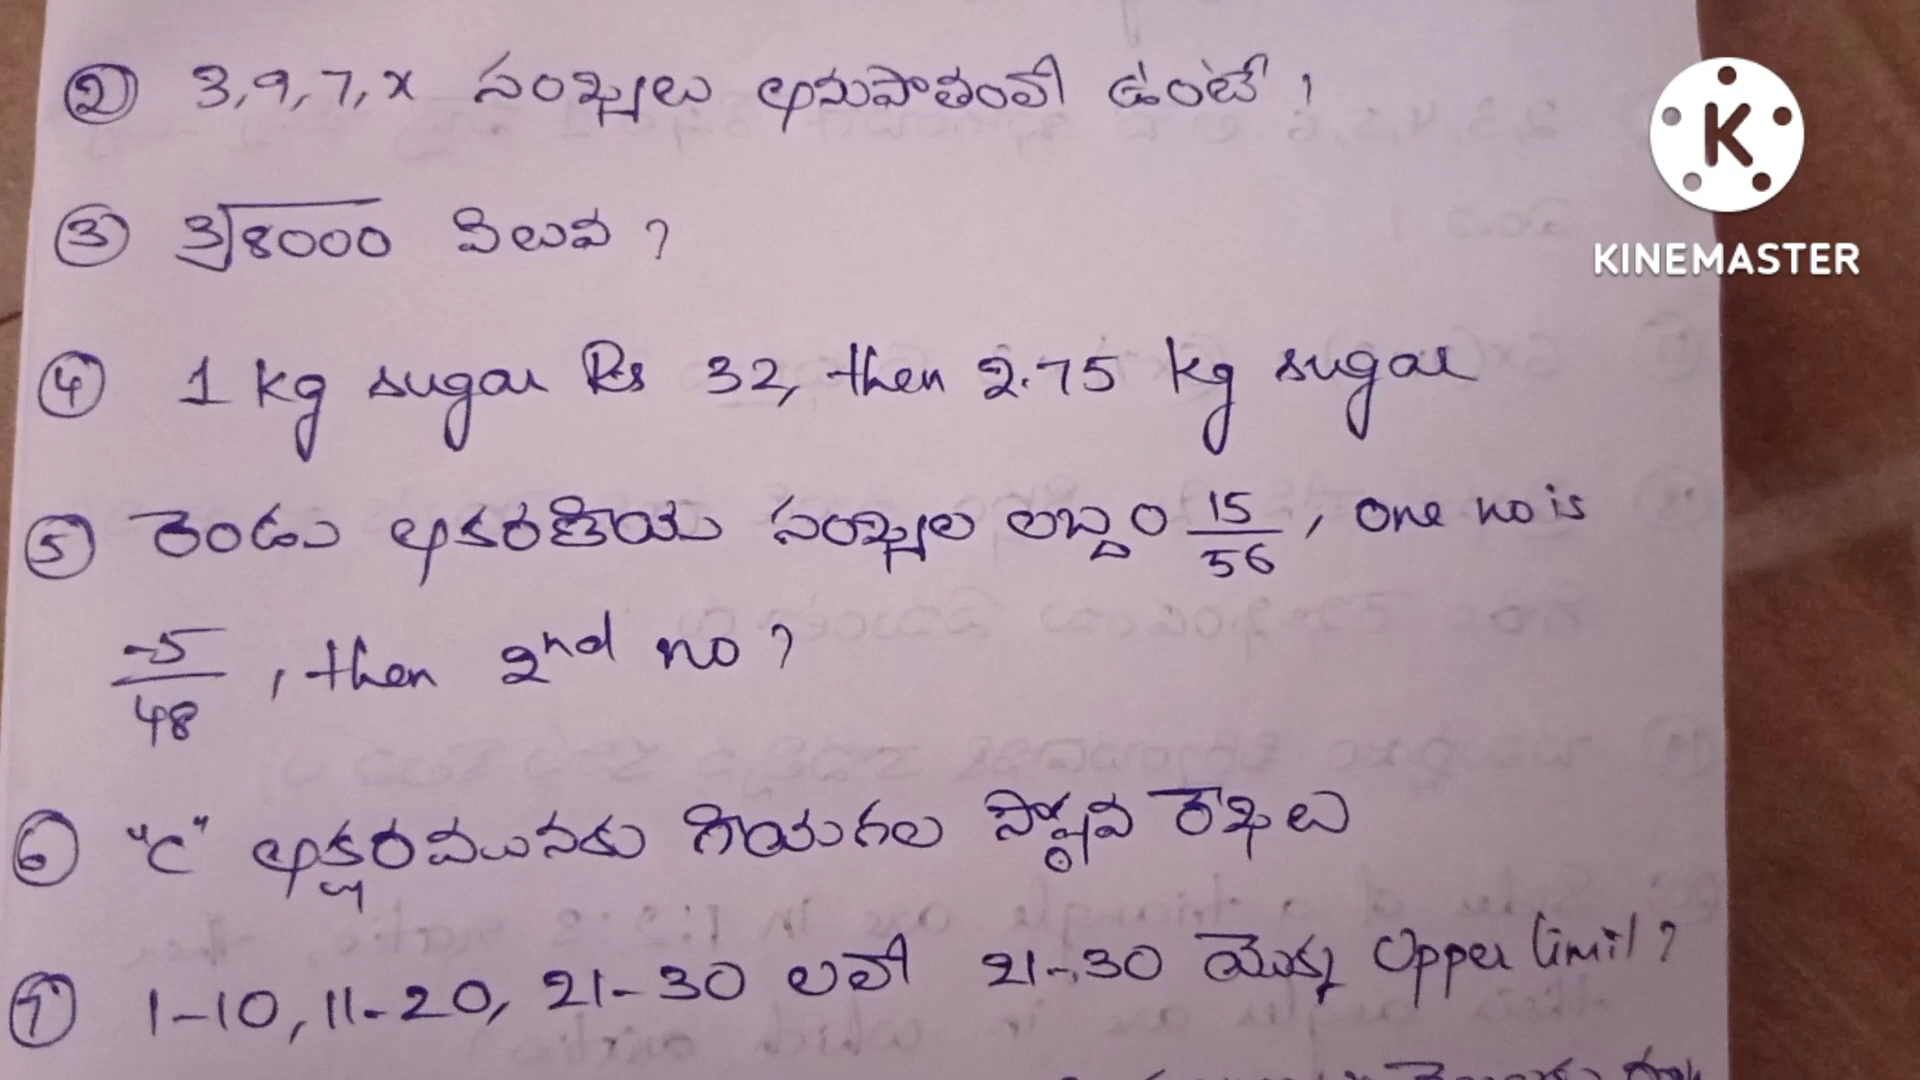 ② 3,9,7,x సంఖ్యలు అనుపాతంలో ఉంటే ?
③ ∛8000 విలువ ?
④ 1 kg sugar Rs 32, then 2.75 kg sugar
⑤ రెండు అకరణీయ సంఖ్యల లబ్దం 15/56, one no is
-5/48, then 2nd no ?
⑥ "C" అక్షరమునకు గీయగల సౌష్ఠవ రేఖలు
⑦ 1-10, 11-20, 21-30 లలో 21-30 యొక్క Upper limit ?
K
KINEMASTER